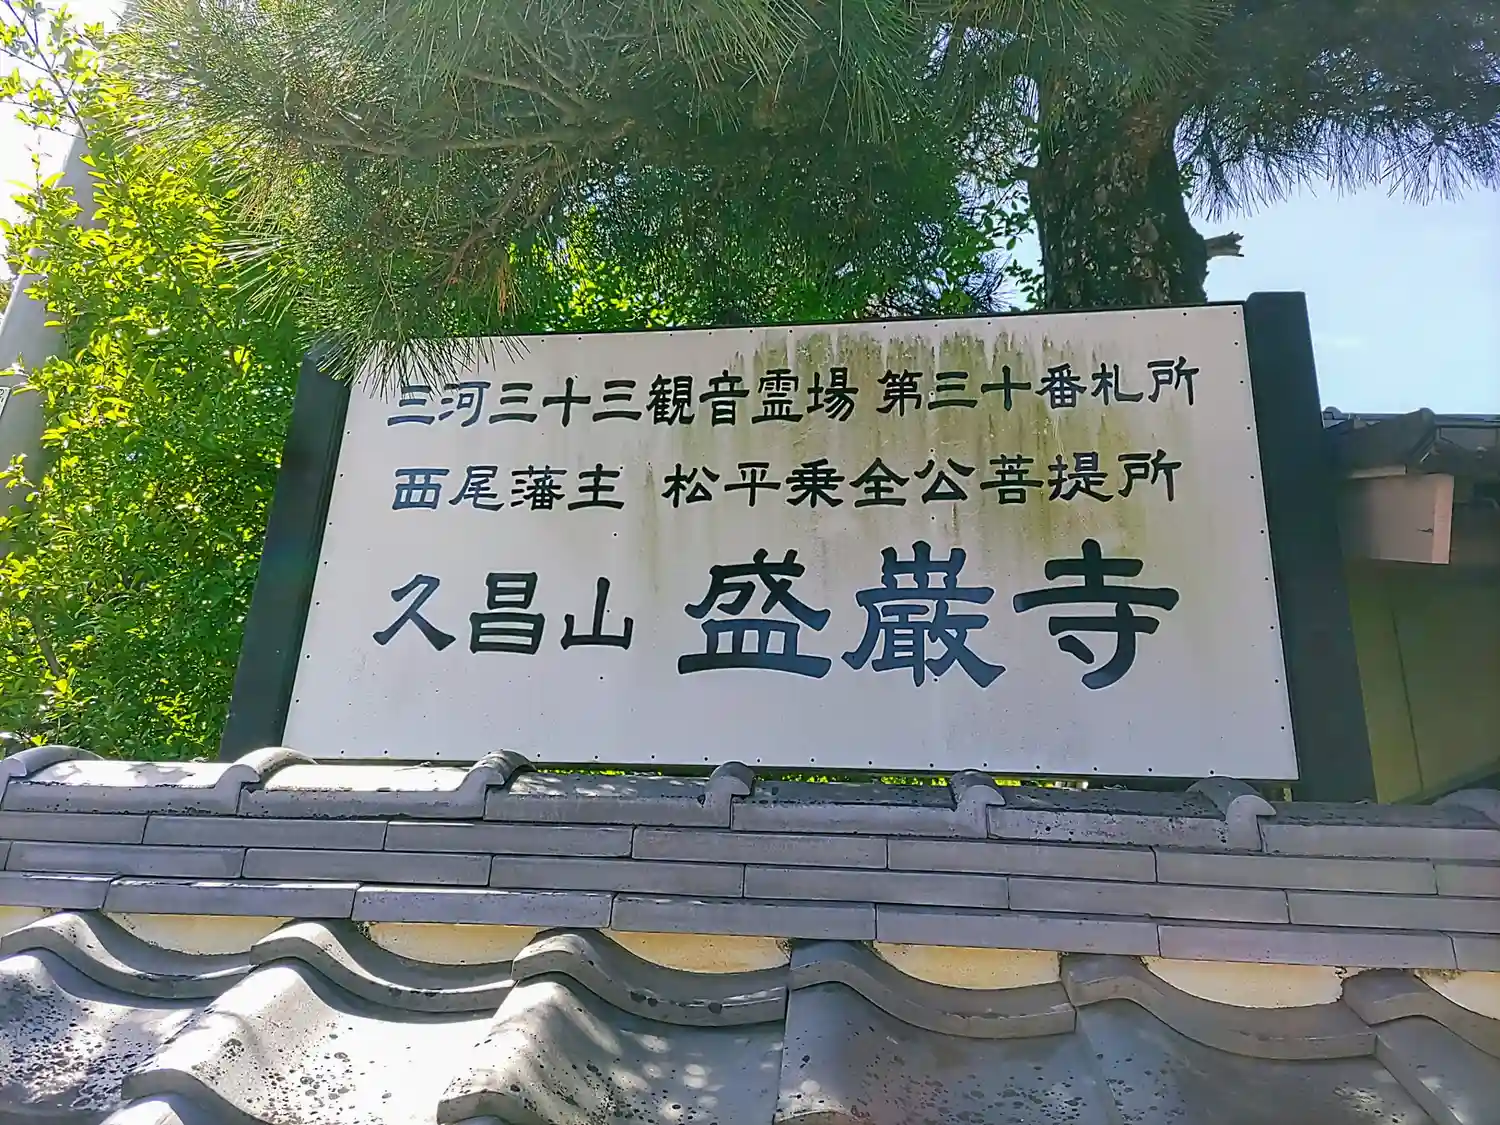 三河三十三観音霊場 第三十番札所
西尾藩主 松平乗全公菩提所
久昌山 盛巌寺